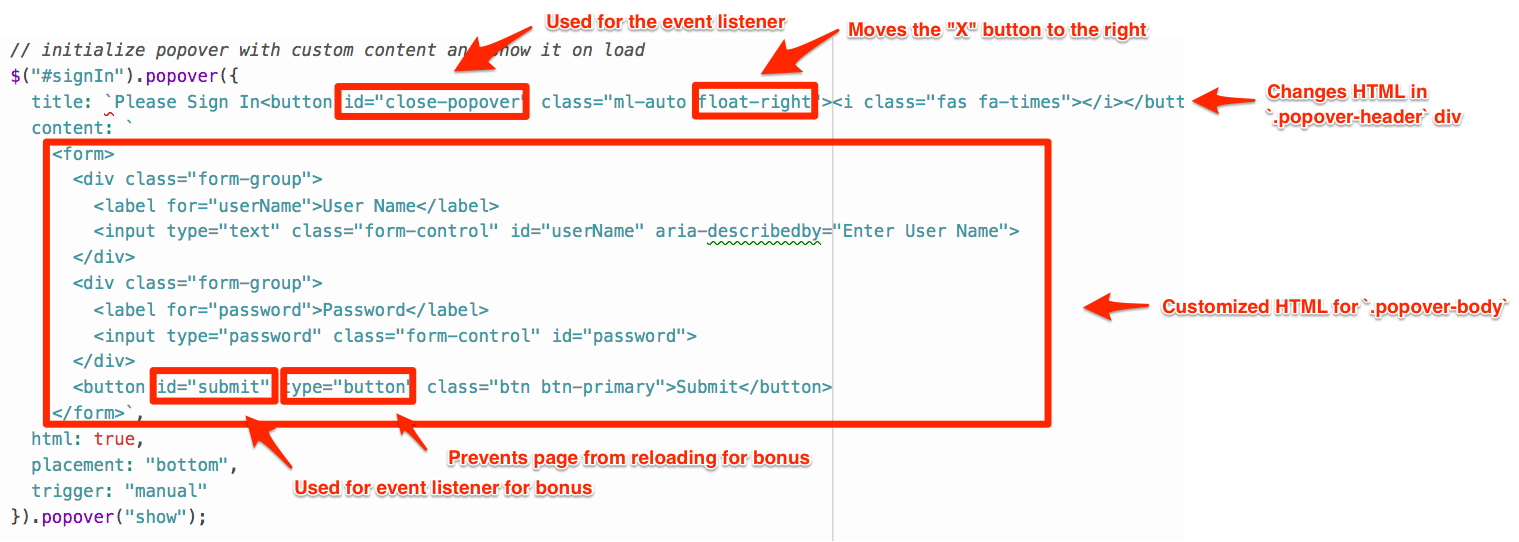 Used for the event listener
Moves the "X" button to the right
// initialize popover with custom content an how it on load
$("#signIn").popover({
title: `Please Sign In<button id="close-popover" class="ml-auto float-right"><i class="fas fa-times"></i></butt
Changes HTML in
`.popover-header` div
content: `
<form>
<div class="form-group">
<label for="userName">User Name</label>
<input type="text" class="form-control" id="userName" aria-describedby="Enter User Name">
</div>
<div class="form-group">
<label for="password">Password</label>
<input type="password" class="form-control" id="password">
</div>
Customized HTML for `.popover-body`
<button id="submit" type="button" class="btn btn-primary">Submit</button>
</form>`,
html: true,
placement: "bottom",
trigger: "manual"
}).popover("show");
Prevents page from reloading for bonus
Used for event listener for bonus